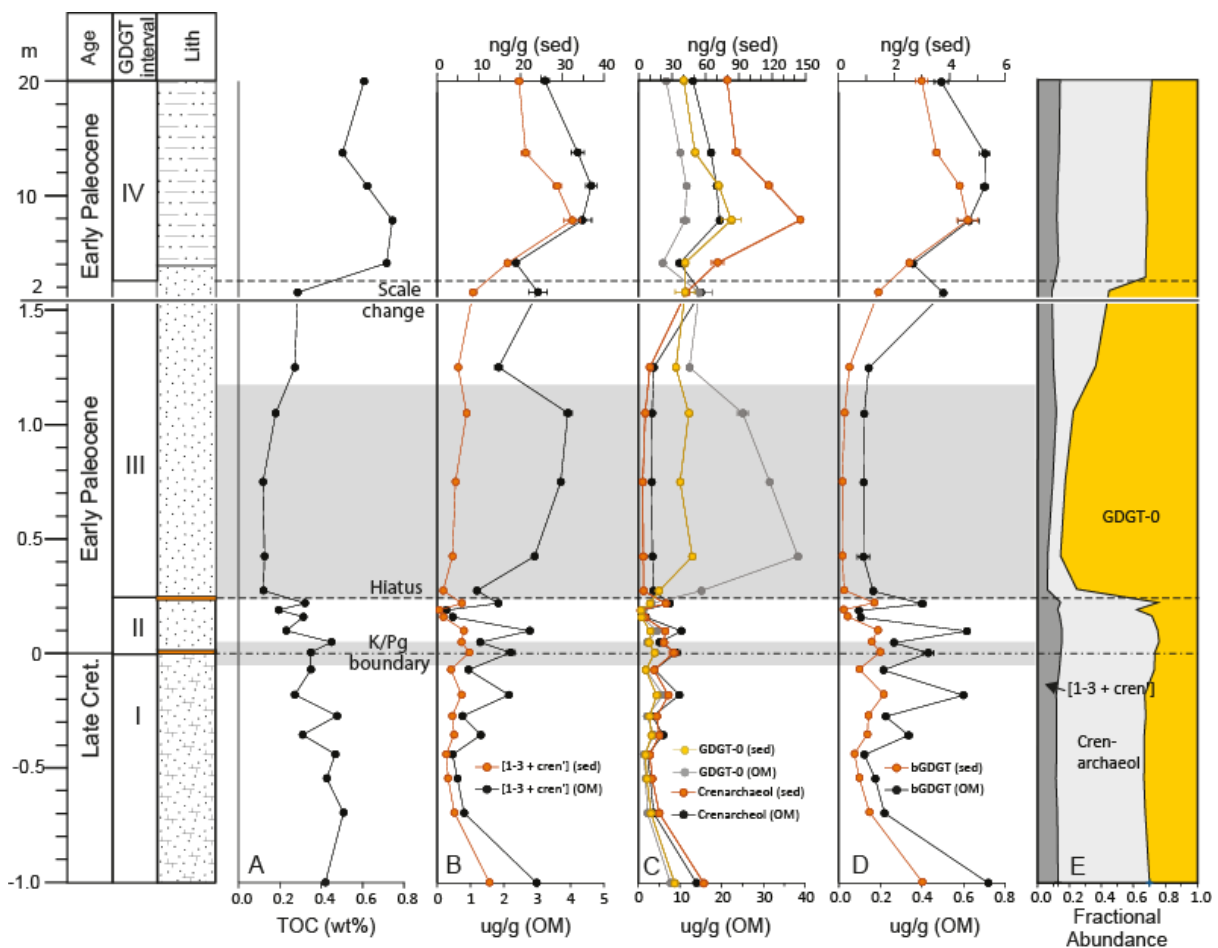 ng/g (sed) ng/g (sed) ng/g (sed)
m Age GDGT interval Lith 0 10 20 30 40 0 30 60 90 120 150 0 2 4 6
20
Early Paleocene IV
10
2
Scale
change
1.5
Early Paleocene III
1.0
0.5
GDGT-0
Hiatus
II
K/Pg
boundary
0
Late Cret. I
[1-3 + cren']
Cren-
archaeol
-0.5
[1-3 + cren'] (sed)
[1-3 + cren'] (OM)
GDGT-0 (sed)
GDGT-0 (OM)
Crenarchaeol (sed)
Crenarcheol (OM)
bGDGT (sed)
bGDGT (OM)
-1.0
A B C D E
0 0.2 0.4 0.6 0.8 0 1 2 3 4 5 0 10 20 30 40 0 0.2 0.4 0.6 0.8 0.0 0.2 0.4 0.6 0.8 1.0
TOC (wt%) ug/g (OM) ug/g (OM) ug/g (OM) Fractional
Abundance